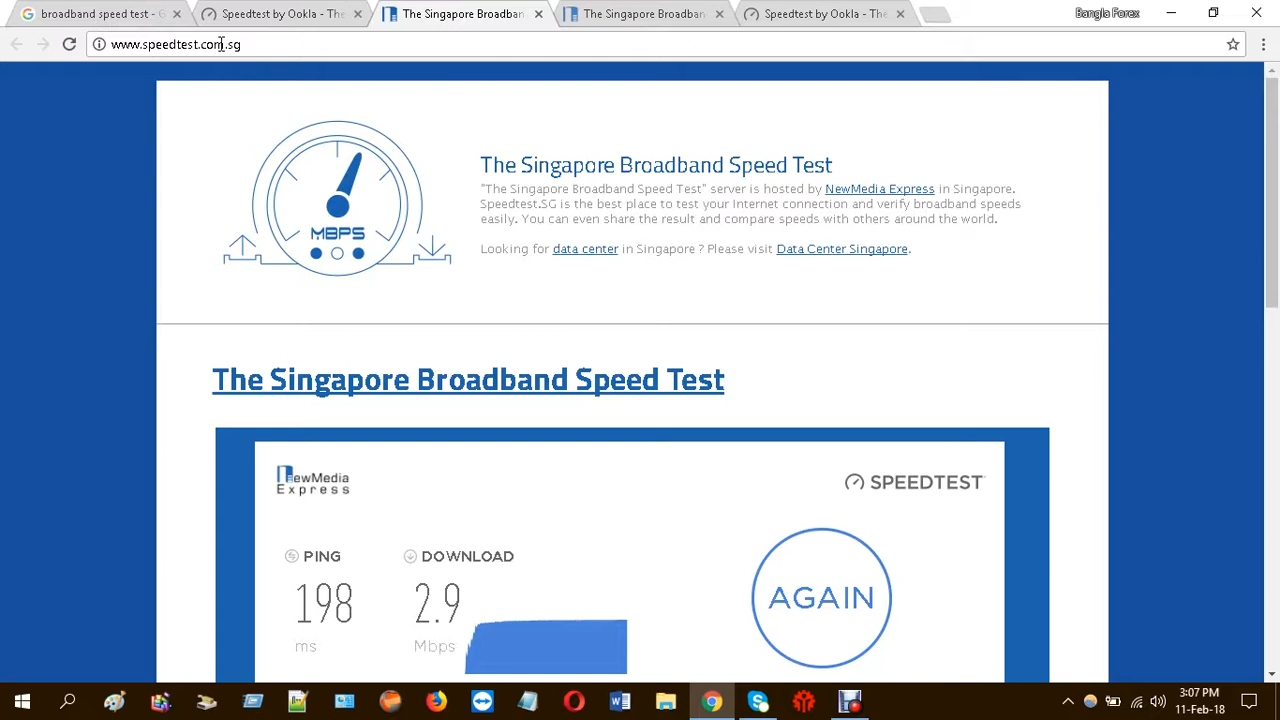 broadband speed test - G
Speedtest by Ookla - The
The Singapore Broadban
The Singapore Broadban
Speedtest by Ookla - The
Bangla Forex
www.speedtest.com.sg
MBPS
The Singapore Broadband Speed Test
"The Singapore Broadband Speed Test" server is hosted by NewMedia Express in Singapore.
Speedtest.SG is the best place to test your Internet connection and verify broadband speeds
easily. You can even share the result and compare speeds with others around the world.
Looking for data center in Singapore ? Please visit Data Center Singapore.
The Singapore Broadband Speed Test
NewMedia
Express
SPEEDTEST
PING
DOWNLOAD
198
2.9
AGAIN
ms
Mbps
3:07 PM
11-Feb-18